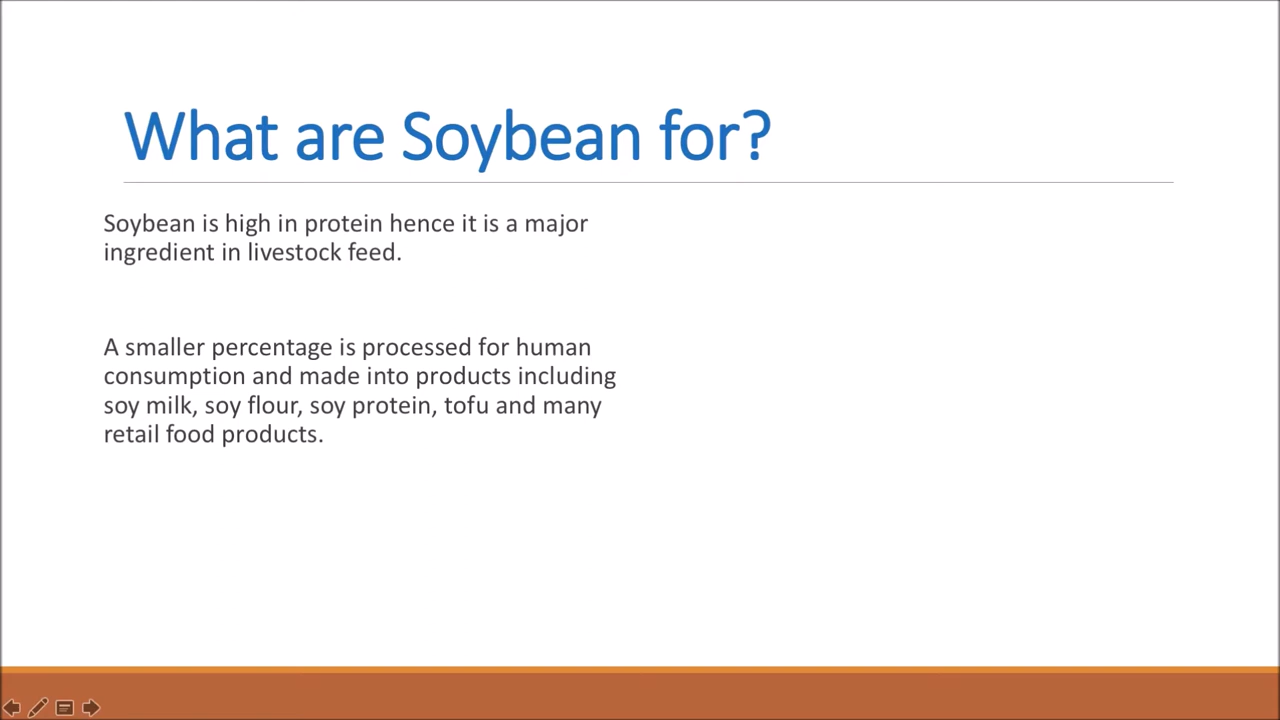 What are Soybean for?
Soybean is high in protein hence it is a major
ingredient in livestock feed.
A smaller percentage is processed for human
consumption and made into products including
soy milk, soy flour, soy protein, tofu and many
retail food products.